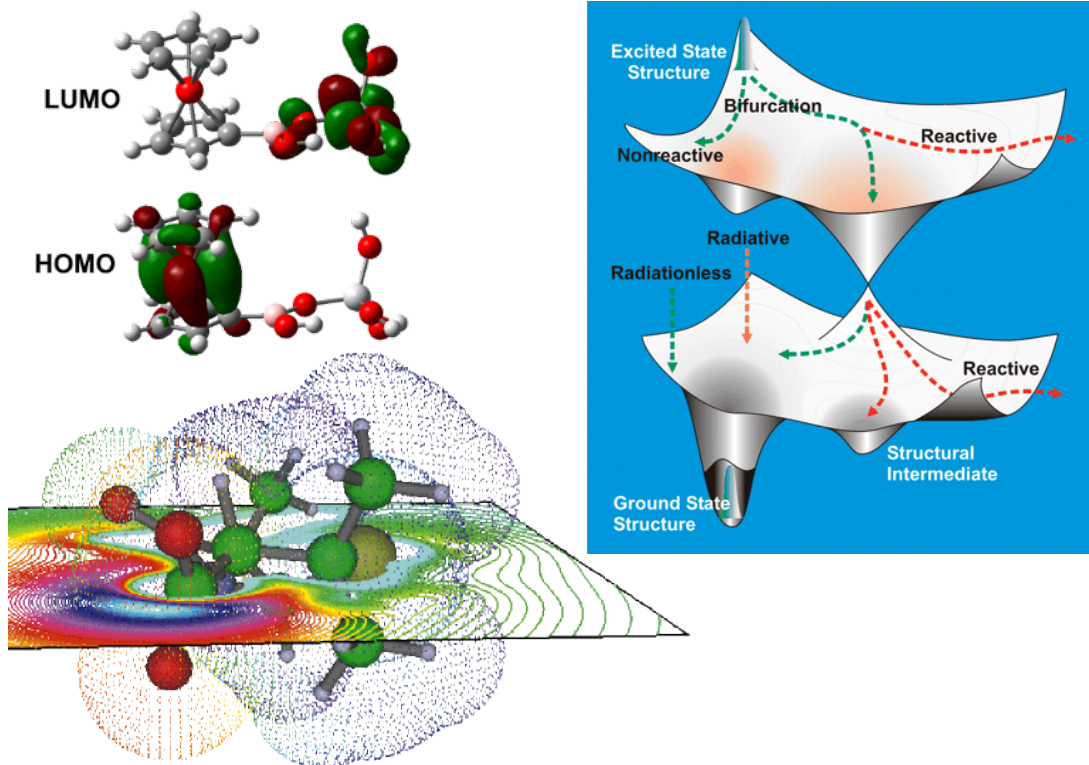 LUMO
HOMO
Excited State
Structure
Bifurcation
Reactive
Nonreactive
Radiative
Radiationless
Reactive
Structural
Intermediate
Ground State
Structure